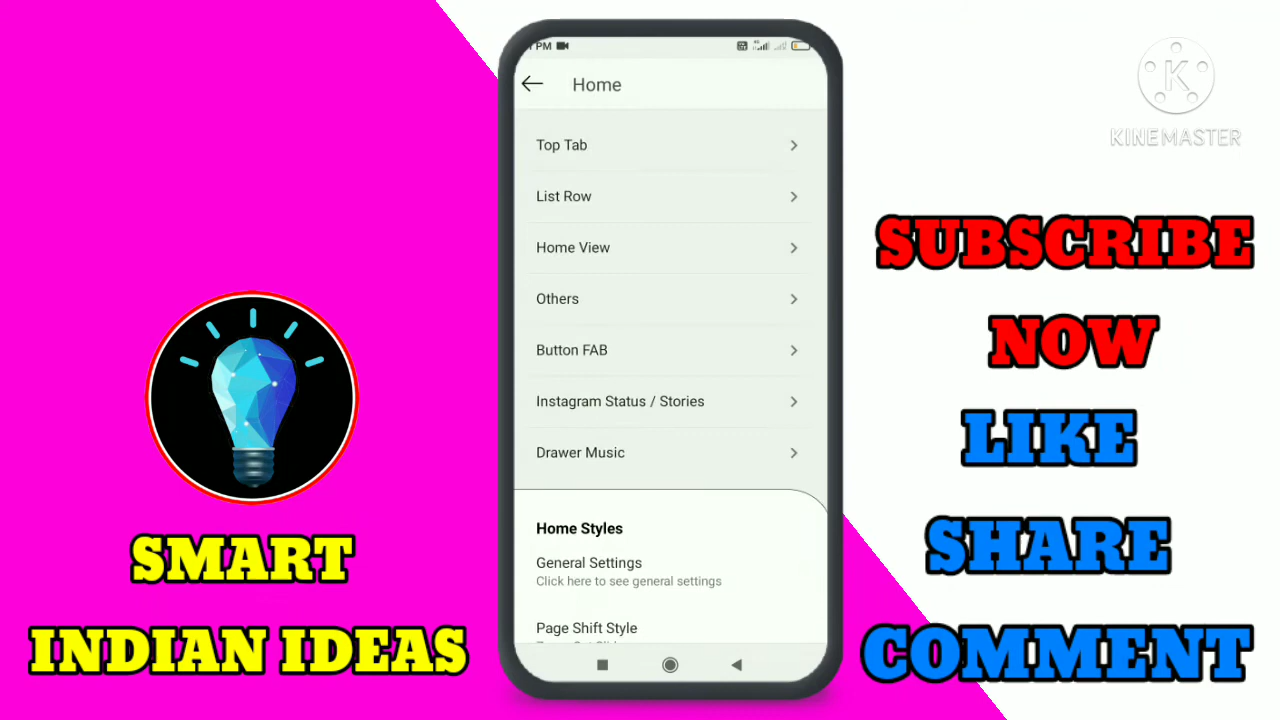 PM
Home
Top Tab
List Row
Home View
Others
Button FAB
Instagram Status / Stories
Drawer Music
Home Styles
General Settings
Click here to see general settings
Page Shift Style
SMART
INDIAN IDEAS
K
KINEMASTER
SUBSCRIBE
NOW
LIKE
SHARE
COMMENT